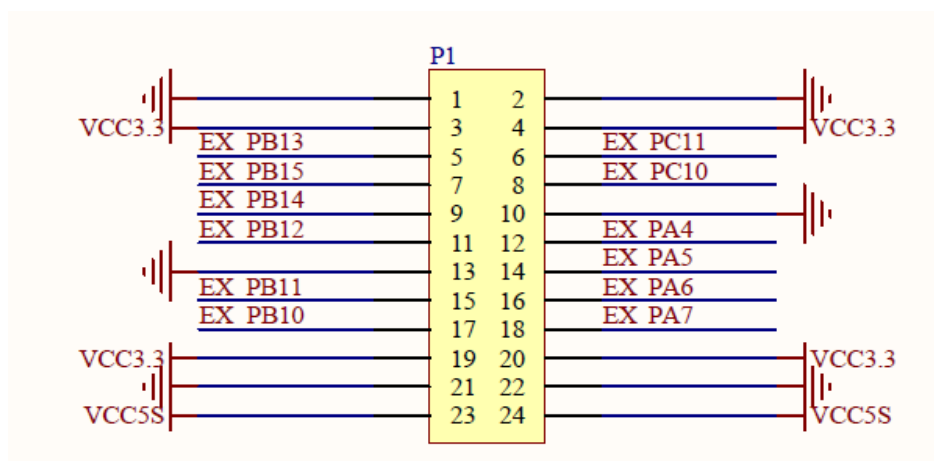 P1
1 2
VCC3.3 3 4 VCC3.3
EX PB13 5 6 EX PC11
EX PB15 7 8 EX PC10
EX PB14 9 10
EX PB12 11 12 EX PA4
13 14 EX PA5
EX PB11 15 16 EX PA6
EX PB10 17 18 EX PA7
VCC3.3 19 20 VCC3.3
21 22
VCC5S 23 24 VCC5S